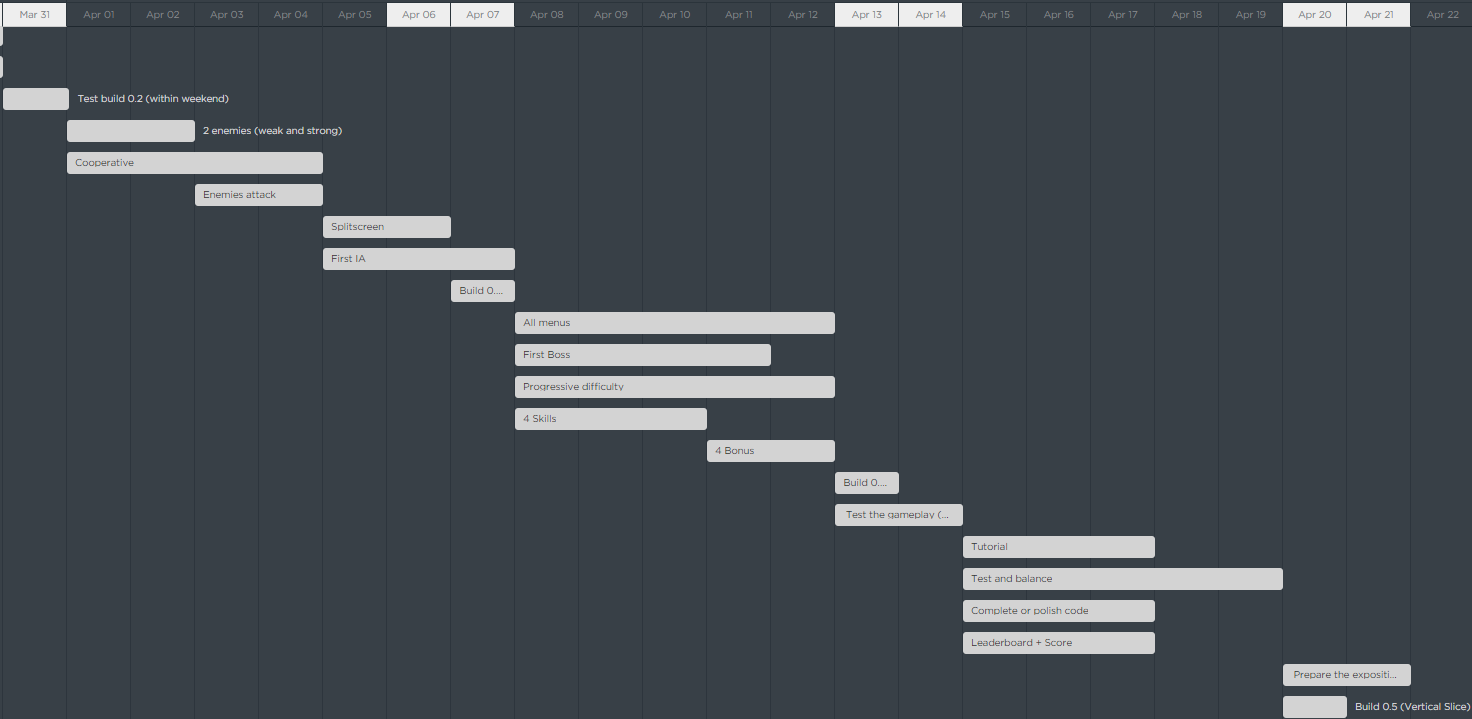 Mar 31 Apr 01 Apr 02 Apr 03 Apr 04 Apr 05 Apr 06 Apr 07 Apr 08 Apr 09 Apr 10 Apr 11 Apr 12 Apr 13 Apr 14 Apr 15 Apr 16 Apr 17 Apr 18 Apr 19 Apr 20 Apr 21 Apr 22
Test build 0.2 (within weekend)
2 enemies (weak and strong)
Cooperative
Enemies attack
Splitscreen
First IA
Build 0....
All menus
First Boss
Progressive difficulty
4 Skills
4 Bonus
Build 0....
Test the gameplay (...
Tutorial
Test and balance
Complete or polish code
Leaderboard + Score
Prepare the expositi...
Build 0.5 (Vertical Slice)